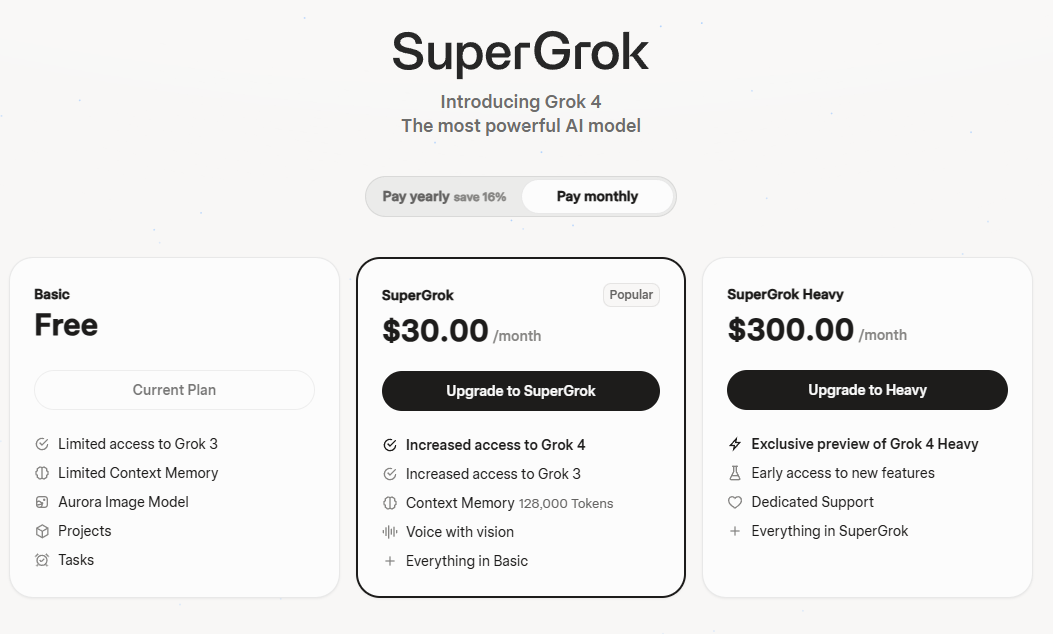 SuperGrok
Introducing Grok 4
The most powerful AI model
Pay yearly save 16%
Pay monthly
Basic
Free
Current Plan
Limited access to Grok 3
Limited Context Memory
Aurora Image Model
Projects
Tasks
SuperGrok
Popular
$30.00 /month
Upgrade to SuperGrok
Increased access to Grok 4
Increased access to Grok 3
Context Memory 128,000 Tokens
Voice with vision
Everything in Basic
SuperGrok Heavy
$300.00 /month
Upgrade to Heavy
Exclusive preview of Grok 4 Heavy
Early access to new features
Dedicated Support
Everything in SuperGrok